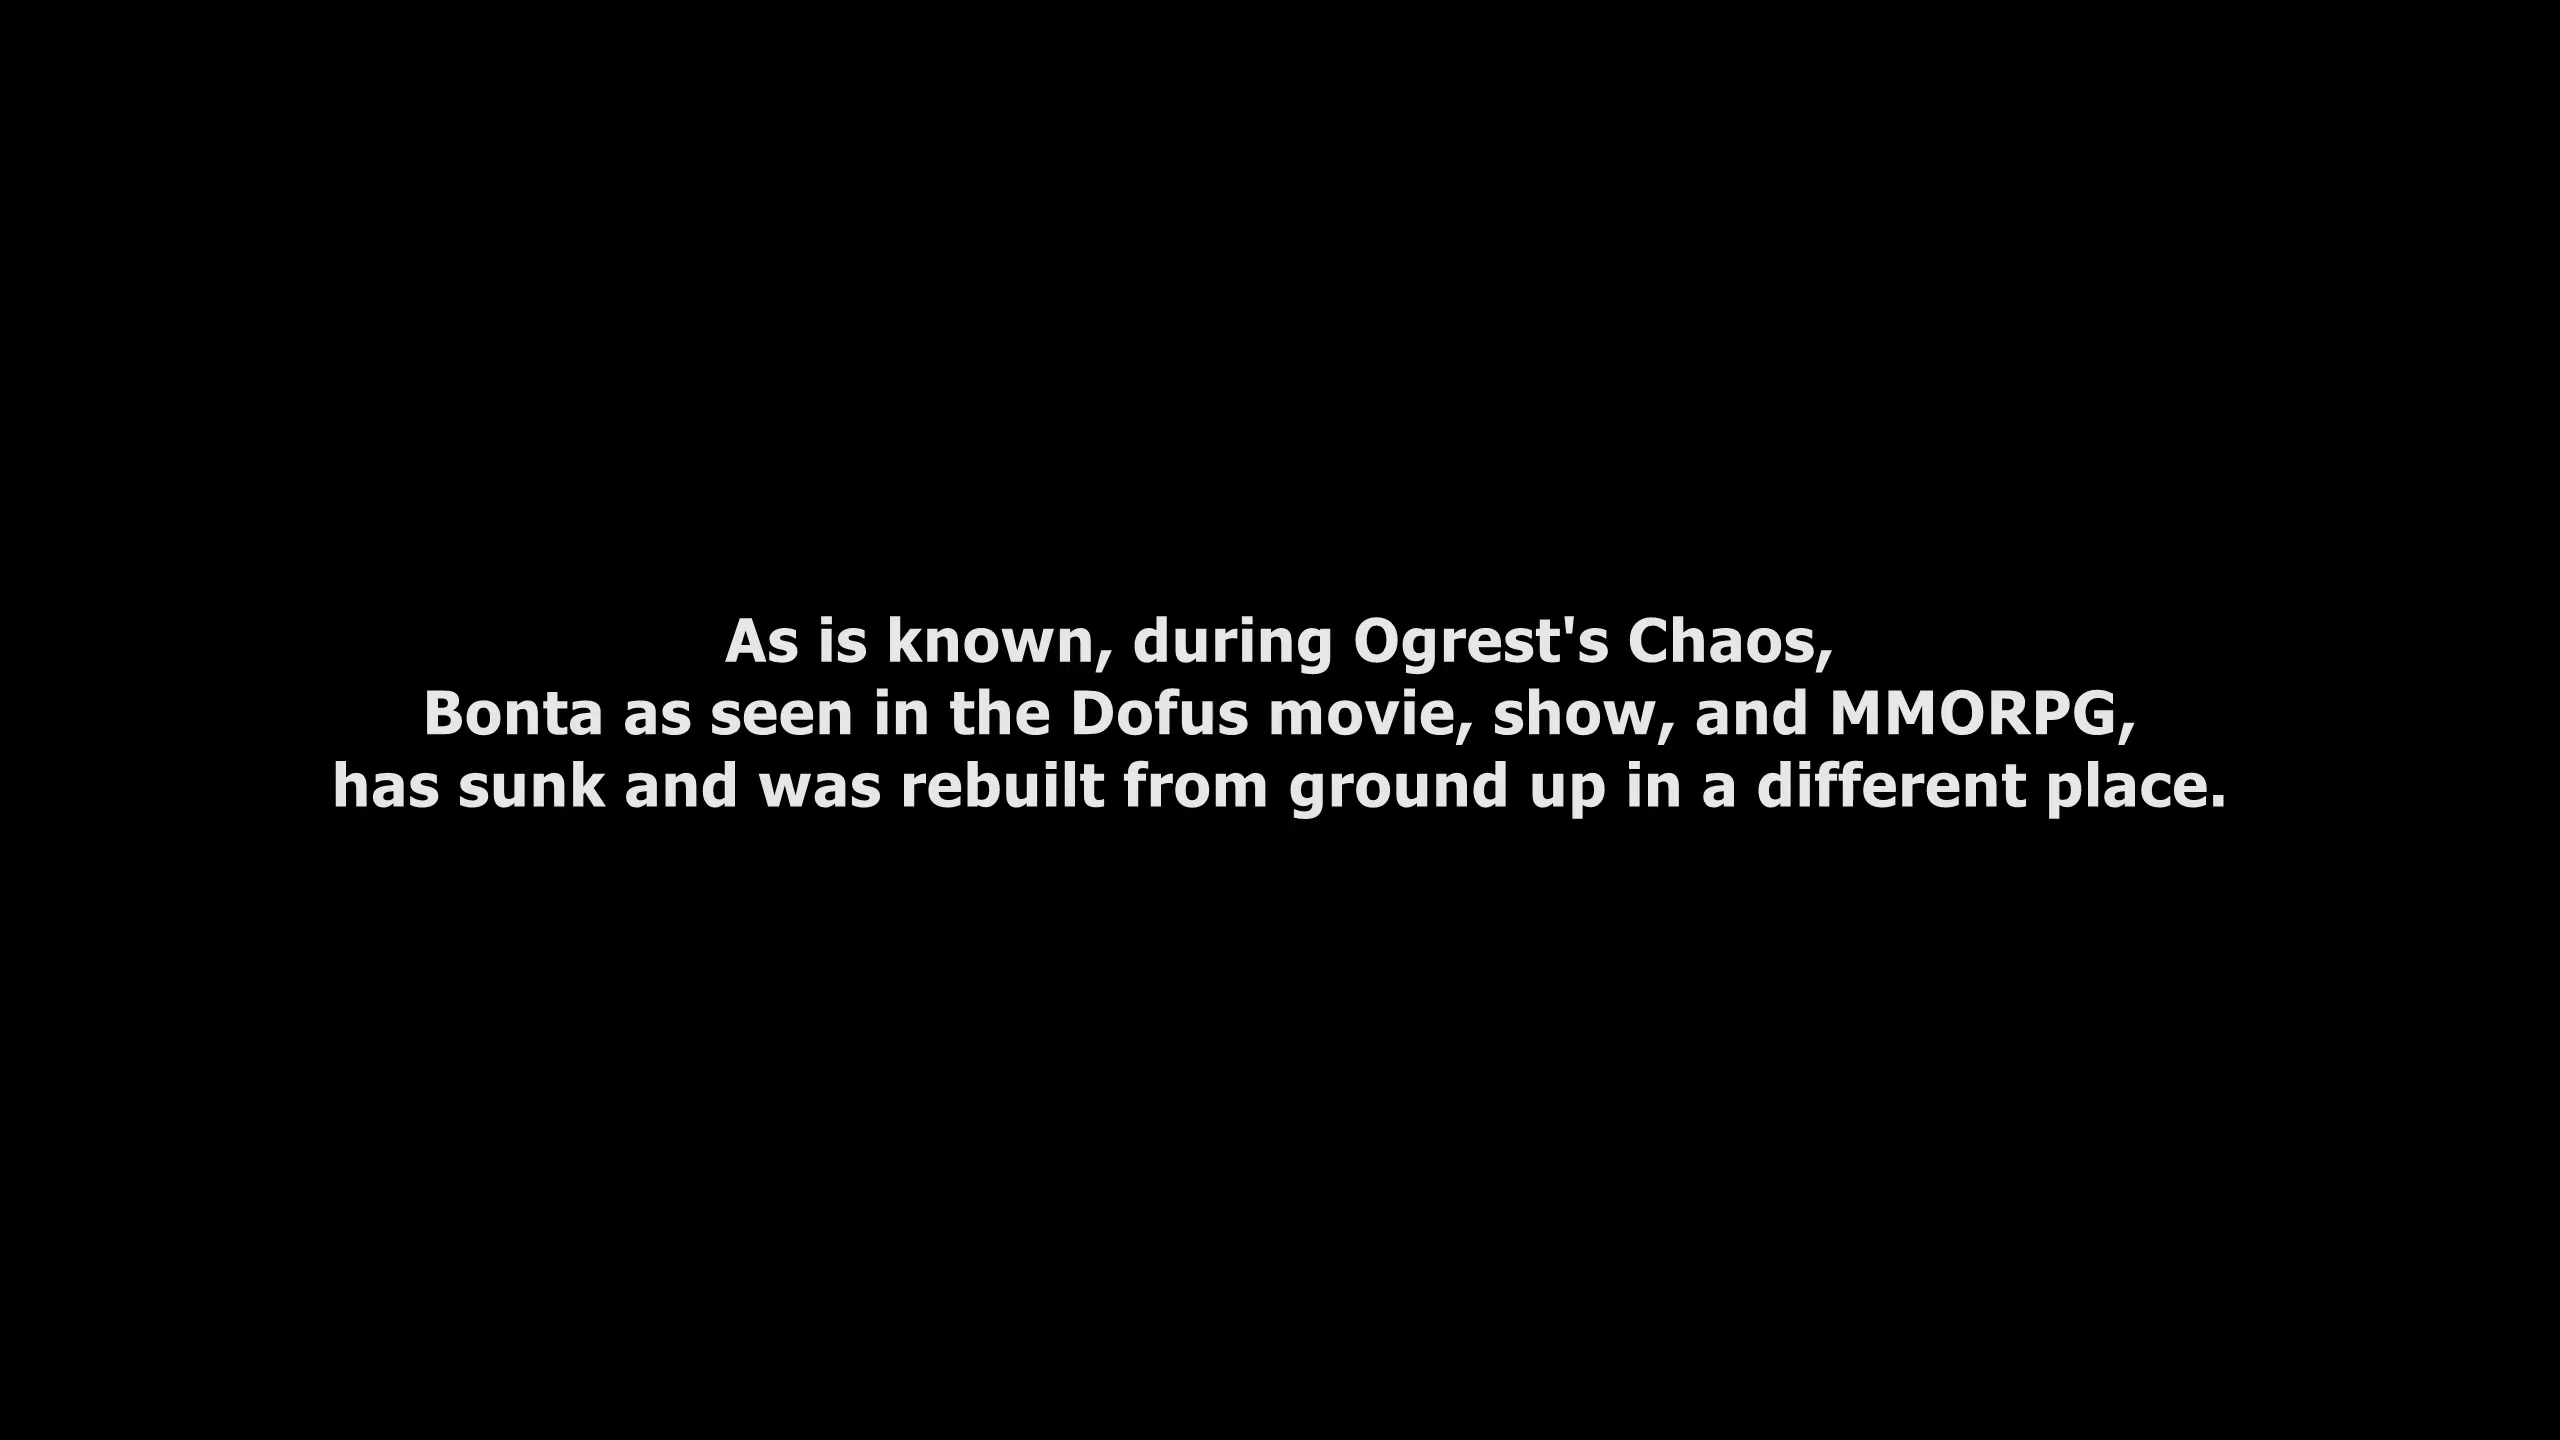 As is known, during Ogrest's Chaos,
Bonta as seen in the Dofus movie, show, and MMORPG,
has sunk and was rebuilt from ground up in a different place.